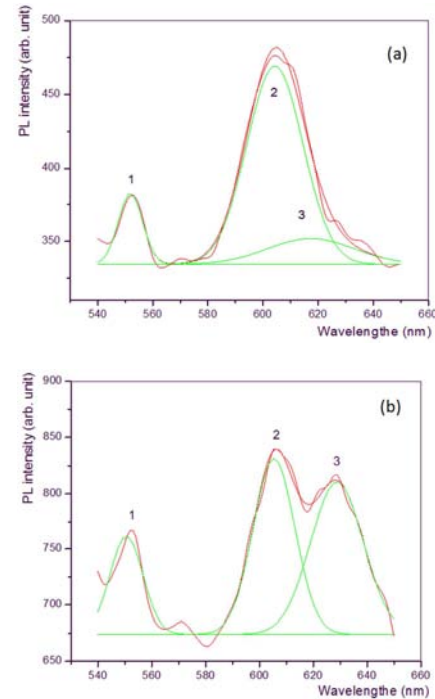 500
(a)
PL intensity (arb. unit)
450
2
400
1
3
350
540 560 580 600 620 640 660
Wavelengthe (nm)
900
(b)
PL intensity (arb. unit)
850
2
3
800
1
750
700
650
540 560 580 600 620 640 660
Wavelength (nm)